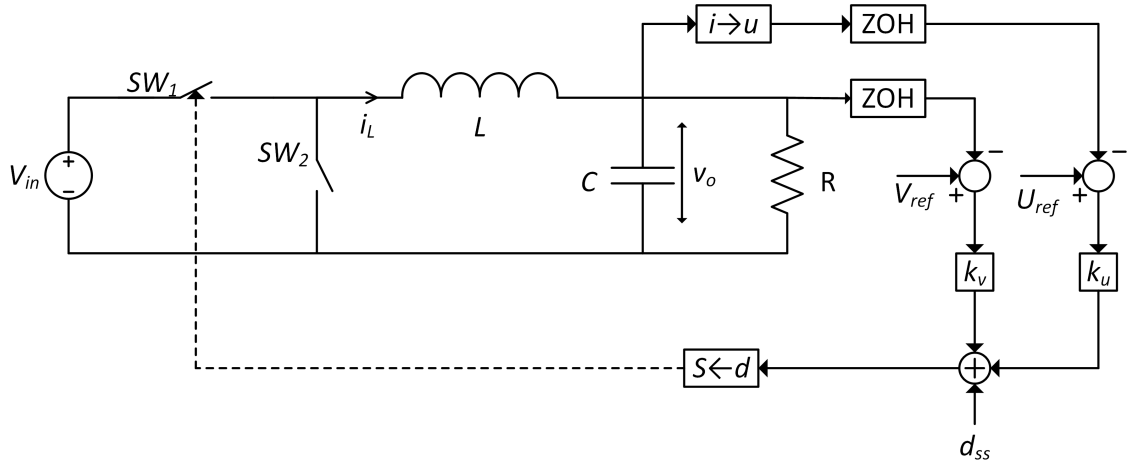 i→u
ZOH
SW1
ZOH
iL
L
SW2
Vin
+
−
C
vo
R
−
Vref
+
−
Uref
+
kv
ku
S←d
+
dss